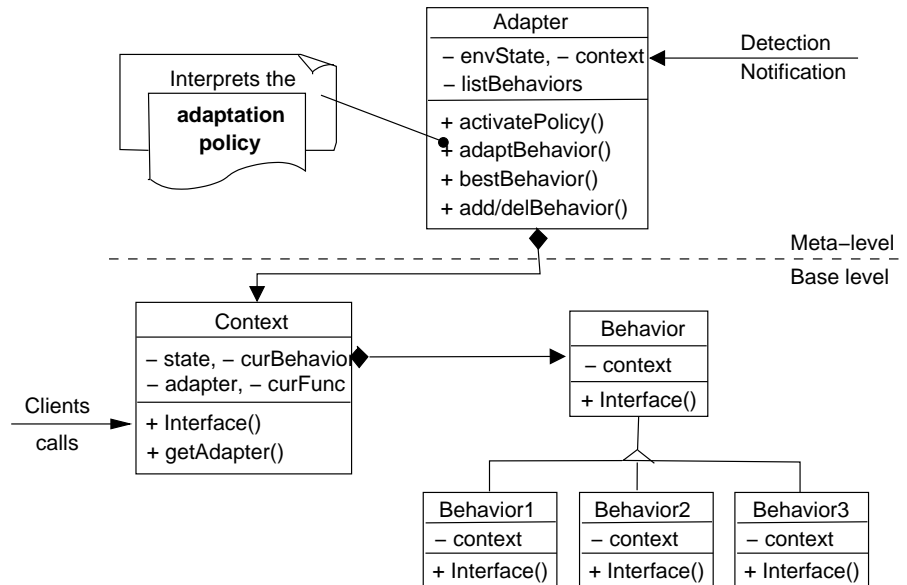 Adapter
– envState, – context
– listBehaviors
+ activatePolicy()
+ adaptBehavior()
+ bestBehavior()
+ add/delBehavior()
Detection
Notification
Interprets the
adaptation
policy
Meta–level
Base level
Context
– state, – curBehavior
– adapter, – curFunc
+ Interface()
+ getAdapter()
Clients
calls
Behavior
– context
+ Interface()
Behavior1
– context
+ Interface()
Behavior2
– context
+ Interface()
Behavior3
– context
+ Interface()